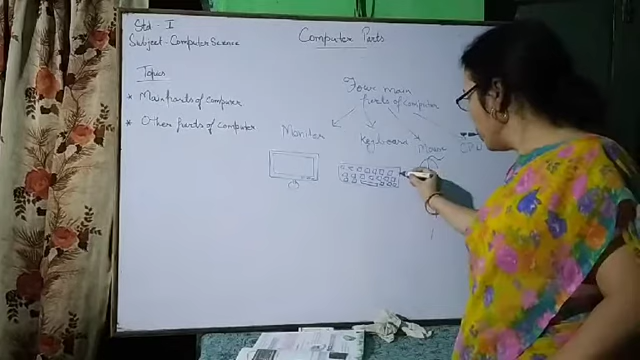 Std - I
Subject - Computer Science
Computer Parts
Topics
* Main parts of computer
* Other parts of computer
Four main
parts of computer
Monitor
Keyboard
Mouse
CPU